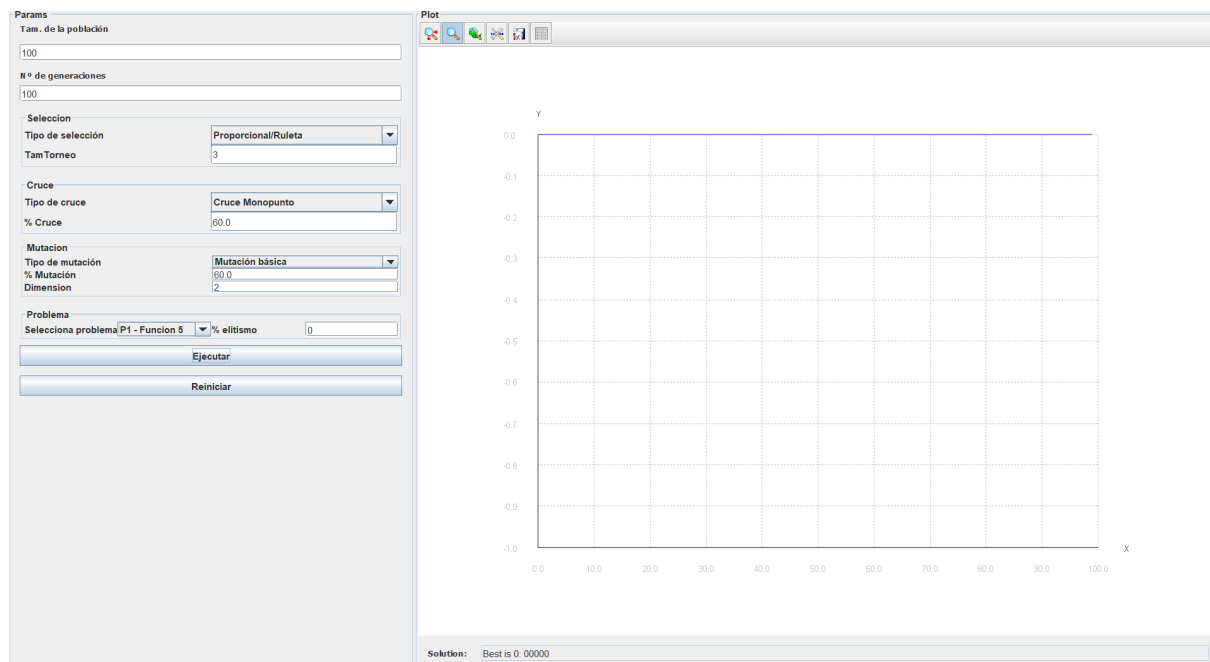 Params
Tam. de la población
100
Nº de generaciones
100
Seleccion
Tipo de selección Proporcional/Ruleta
TamTorneo 3
Cruce
Tipo de cruce Cruce Monopunto
% Cruce 60.0
Mutacion
Tipo de mutación Mutación básica
% Mutación 60.0
Dimension 2
Problema
Selecciona problema P1 - Funcion 5 % elitismo 0
Ejecutar
Reiniciar
Plot
Y
0.0
-0.1
-0.2
-0.3
-0.4
-0.5
-0.6
-0.7
-0.8
-0.9
-1.0
X
0.0 10.0 20.0 30.0 40.0 50.0 60.0 70.0 80.0 90.0 100.0
Solution: Best is 0: 00000